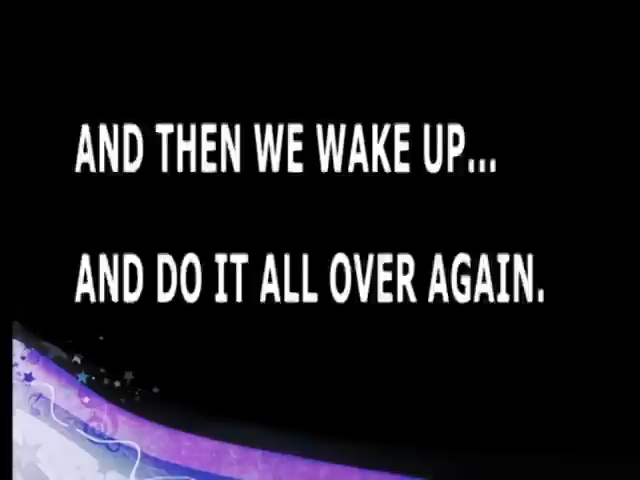 AND THEN WE WAKE UP...
AND DO IT ALL OVER AGAIN.